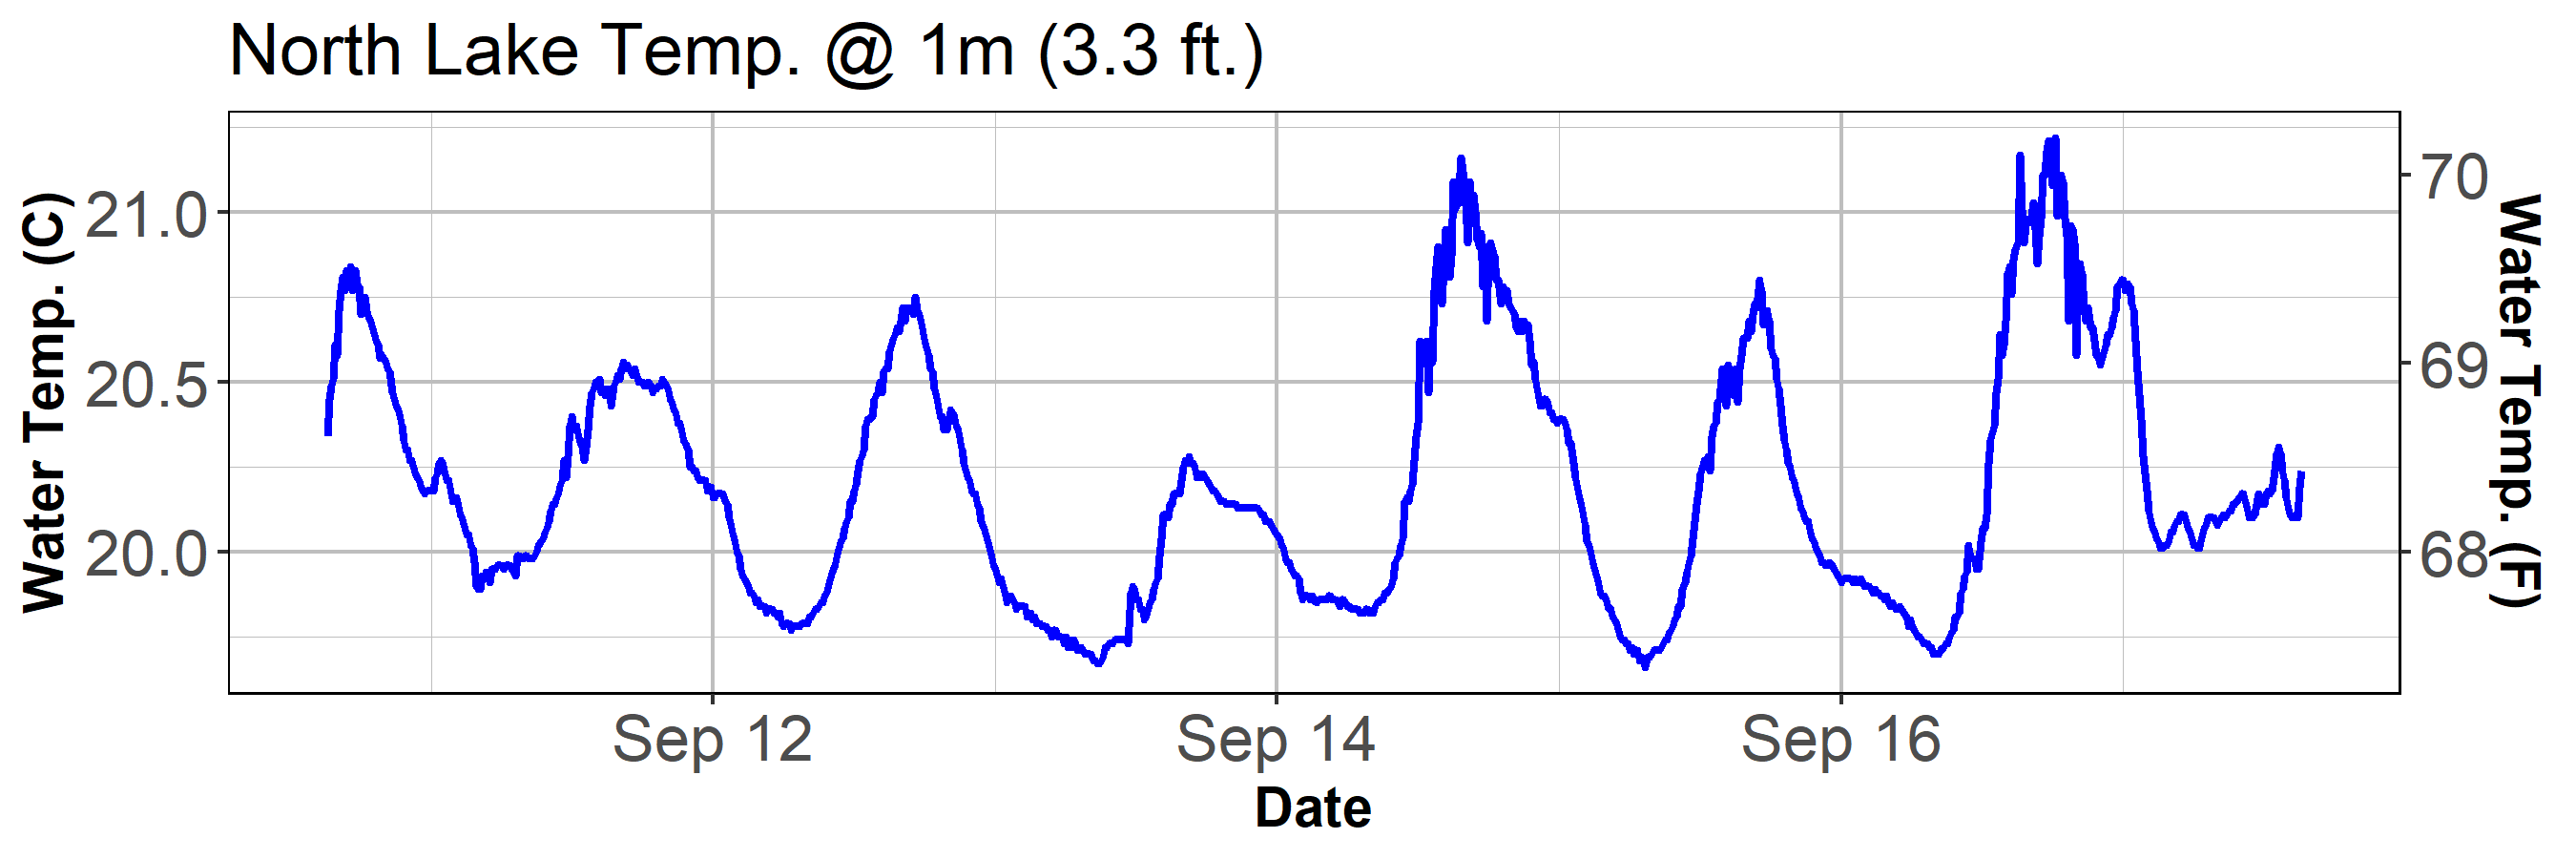 North Lake Temp. @ 1m (3.3 ft.)
Water Temp. (C)
21.0
20.5
20.0
70
69
68
Water Temp. (F)
Sep 12 Sep 14 Sep 16
Date